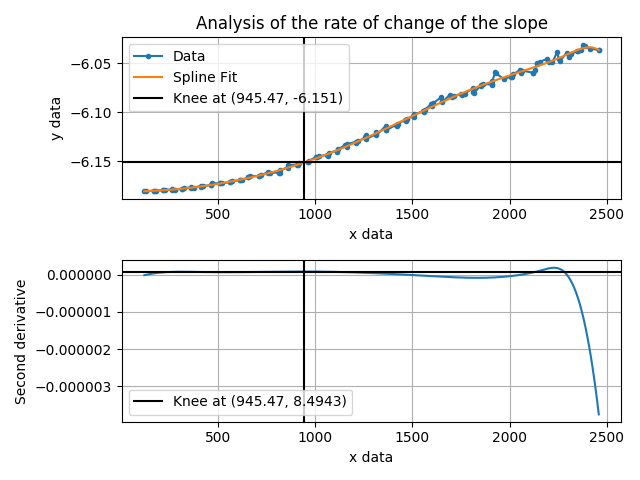 Analysis of the rate of change of the slope
y data
−6.05
−6.10
−6.15
Data
Spline Fit
Knee at (945.47, -6.151)
500
1000
1500
2000
2500
x data
Second derivative
0.000000
−0.000001
−0.000002
−0.000003
Knee at (945.47, 8.4943)
500
1000
1500
2000
2500
x data